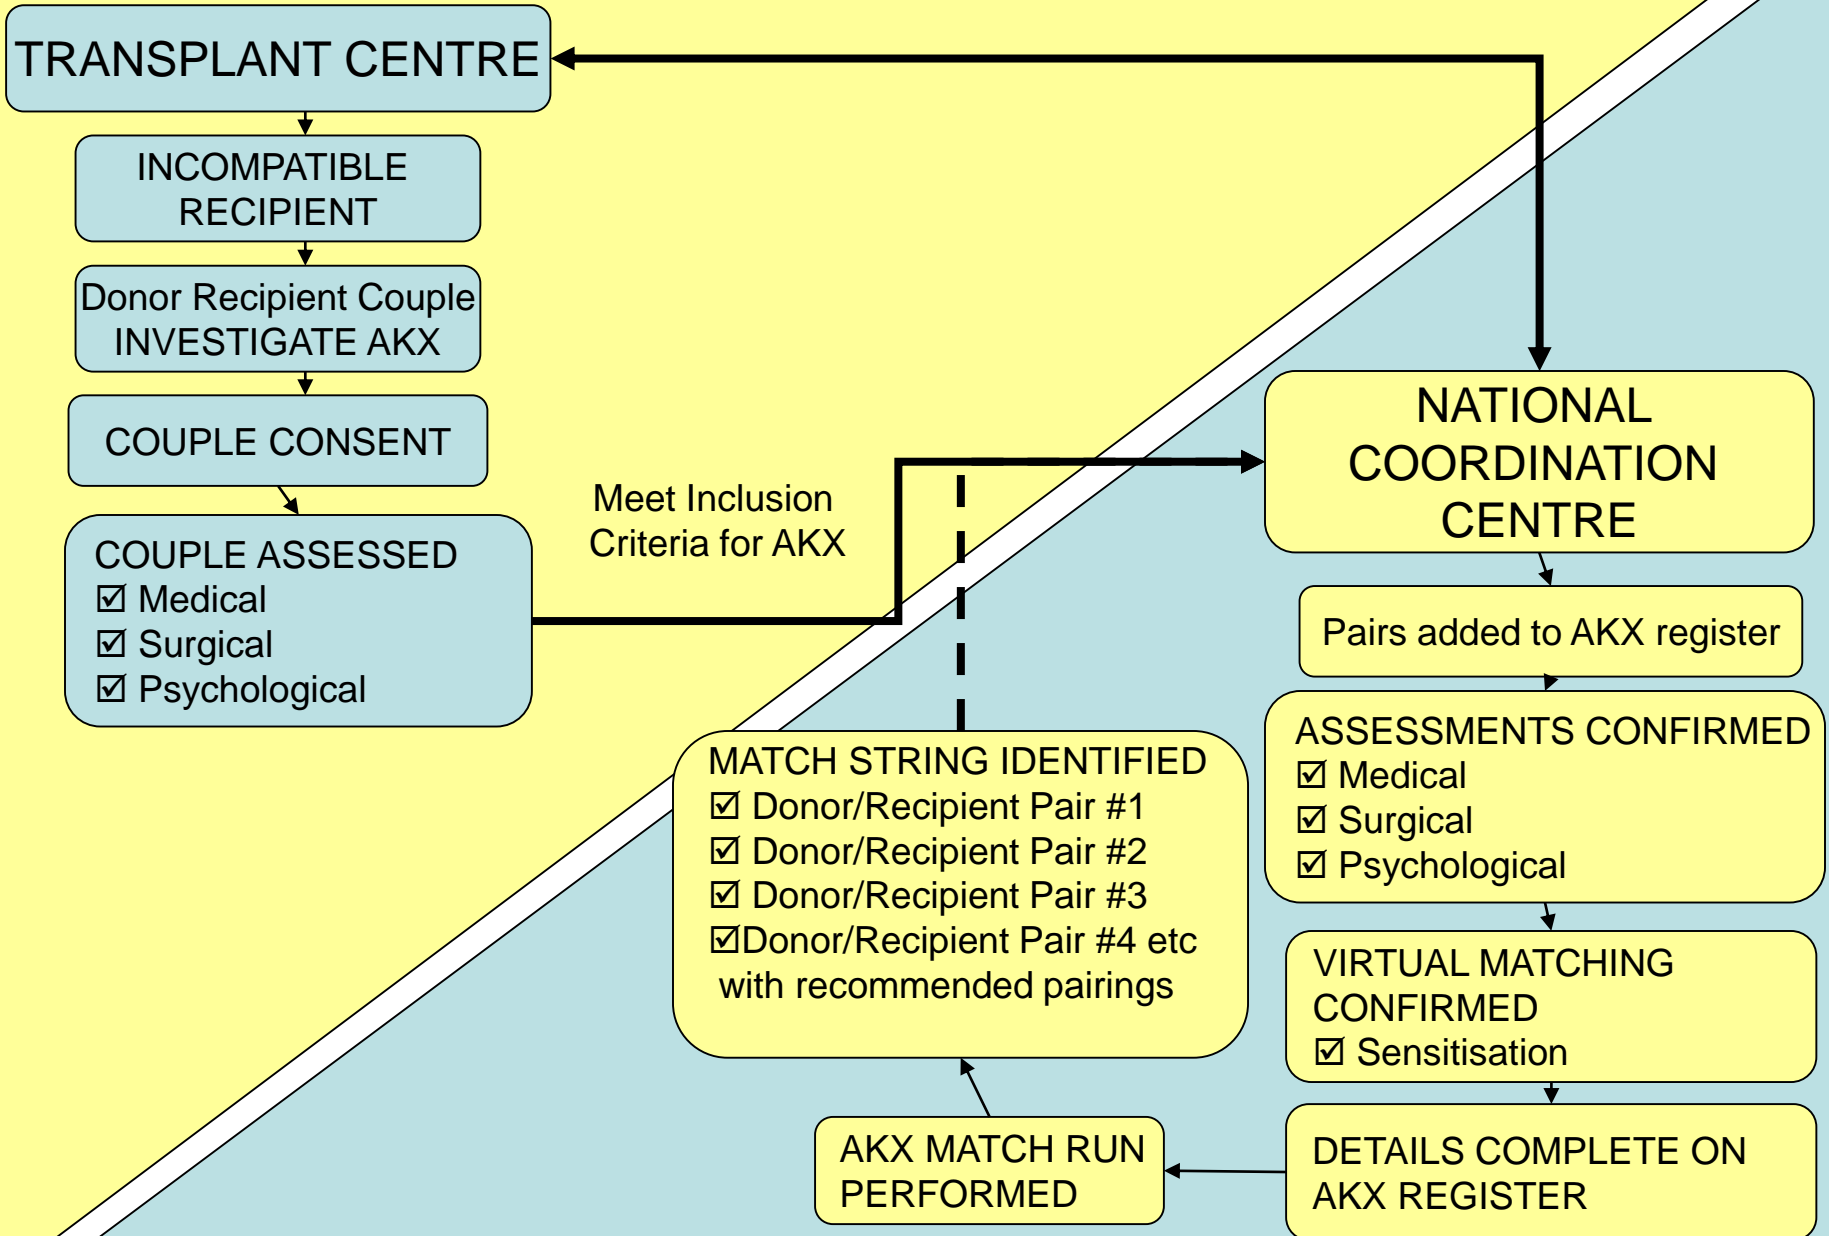 TRANSPLANT CENTRE
INCOMPATIBLE
RECIPIENT
Donor Recipient Couple
INVESTIGATE AKX
COUPLE CONSENT
COUPLE ASSESSED
☑ Medical
☑ Surgical
☑ Psychological
Meet Inclusion
Criteria for AKX
NATIONAL
COORDINATION
CENTRE
Pairs added to AKX register
ASSESSMENTS CONFIRMED
☑ Medical
☑ Surgical
☑ Psychological
VIRTUAL MATCHING
CONFIRMED
☑ Sensitisation
DETAILS COMPLETE ON
AKX REGISTER
AKX MATCH RUN
PERFORMED
MATCH STRING IDENTIFIED
☑ Donor/Recipient Pair #1
☑ Donor/Recipient Pair #2
☑ Donor/Recipient Pair #3
☑Donor/Recipient Pair #4 etc
with recommended pairings